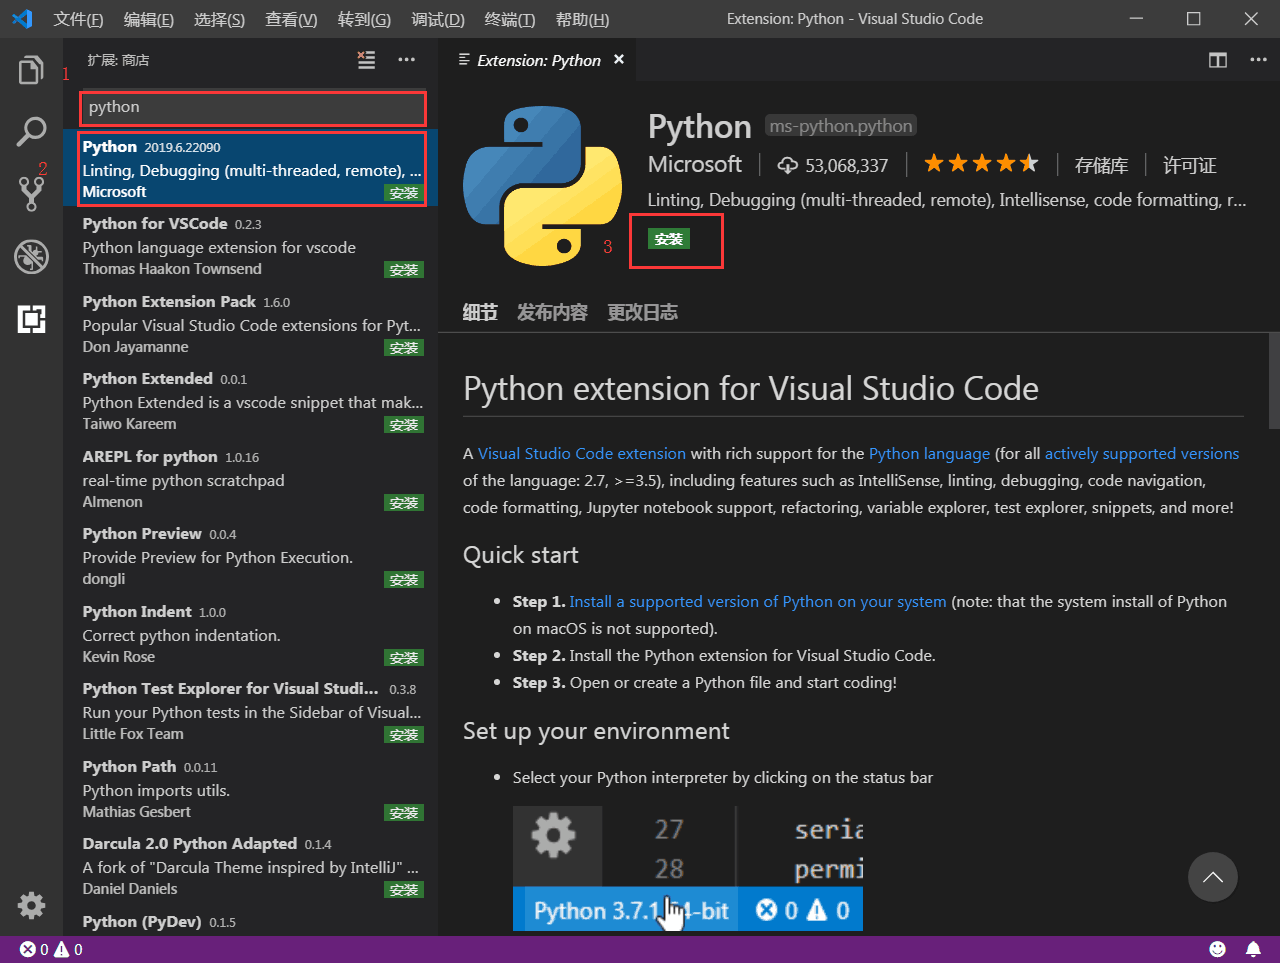 文件(F) 编辑(E) 选择(S) 查看(V) 转到(G) 调试(D) 终端(T) 帮助(H) Extension: Python - Visual Studio Code
扩展: 商店
1
python
Python 2019.6.22090
Linting, Debugging (multi-threaded, remote), ...
2
Microsoft 安装
Python for VSCode 0.2.3
Python language extension for vscode
Thomas Haakon Townsend 安装
Python Extension Pack 1.6.0
Popular Visual Studio Code extensions for Pyt...
Don Jayamanne 安装
Python Extended 0.0.1
Python Extended is a vscode snippet that mak...
Taiwo Kareem 安装
AREPL for python 1.0.16
real-time python scratchpad
Almenon 安装
Python Preview 0.0.4
Provide Preview for Python Execution.
dongli 安装
Python Indent 1.0.0
Correct python indentation.
Kevin Rose 安装
Python Test Explorer for Visual Studi... 0.3.8
Run your Python tests in the Sidebar of Visual...
Little Fox Team 安装
Python Path 0.0.11
Python imports utils.
Mathias Gesbert 安装
Darcula 2.0 Python Adapted 0.1.4
A fork of "Darcula Theme inspired by IntelliJ" ...
Daniel Daniels 安装
Python (PyDev) 0.1.5
Extension: Python
Python ms-python.python
Microsoft 53,068,337 存储库 许可证
Linting, Debugging (multi-threaded, remote), Intellisense, code formatting, r...
3 安装
细节 发布内容 更改日志
Python extension for Visual Studio Code
A Visual Studio Code extension with rich support for the Python language (for all actively supported versions
of the language: 2.7, >=3.5), including features such as IntelliSense, linting, debugging, code navigation,
code formatting, Jupyter notebook support, refactoring, variable explorer, test explorer, snippets, and more!
Quick start
• Step 1. Install a supported version of Python on your system (note: that the system install of Python
on macOS is not supported).
• Step 2. Install the Python extension for Visual Studio Code.
• Step 3. Open or create a Python file and start coding!
Set up your environment
• Select your Python interpreter by clicking on the status bar
27 seria
28 permi
Python 3.7.1 64-bit 0 0
0 0